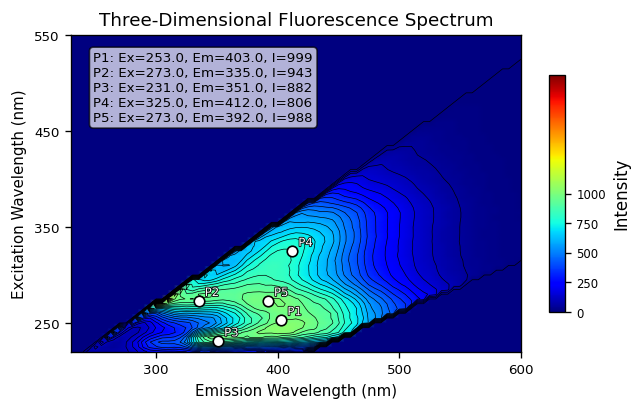 Three-Dimensional Fluorescence Spectrum
P1: Ex=253.0, Em=403.0, I=999
P2: Ex=273.0, Em=335.0, I=943
P3: Ex=231.0, Em=351.0, I=882
P4: Ex=325.0, Em=412.0, I=806
P5: Ex=273.0, Em=392.0, I=988
550
450
350
250
Excitation Wavelength (nm)
P4
P2
P5
P1
P3
300
400
500
600
Emission Wavelength (nm)
1000
750
500
250
0
Intensity